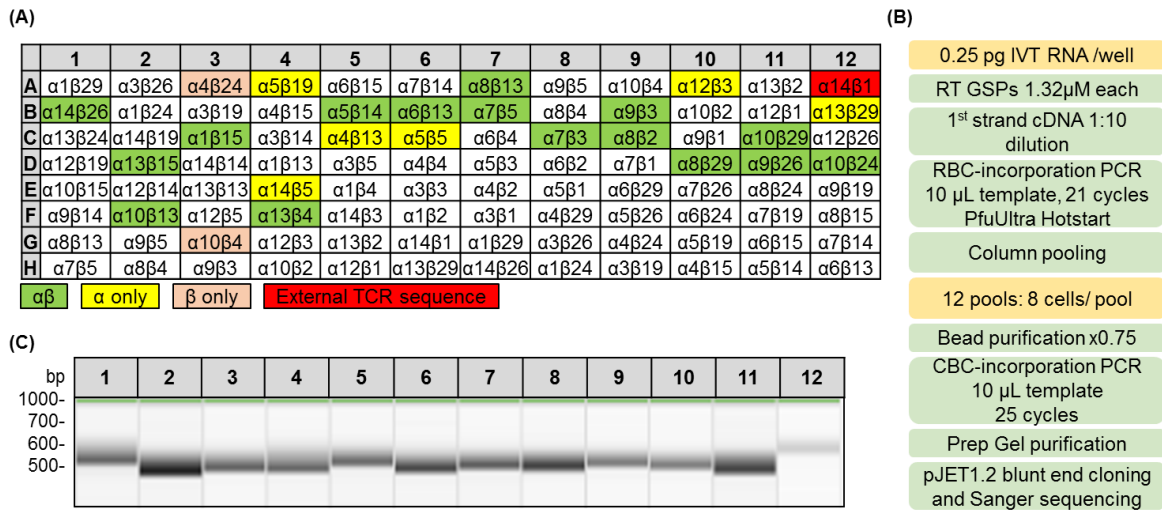 (A)
1 2 3 4 5 6 7 8 9 10 11 12
A α1β29 α3β26 α4β24 α5β19 α6β15 α7β14 α8β13 α9β5 α10β4 α12β3 α13β2 α14β1
B α14β26 α1β24 α3β19 α4β15 α5β14 α6β13 α7β5 α8β4 α9β3 α10β2 α12β1 α13β29
C α13β24 α14β19 α1β15 α3β14 α4β13 α5β5 α6β4 α7β3 α8β2 α9β1 α10β29 α12β26
D α12β19 α13β15 α14β14 α1β13 α3β5 α4β4 α5β3 α6β2 α7β1 α8β29 α9β26 α10β24
E α10β15 α12β14 α13β13 α14β5 α1β4 α3β3 α4β2 α5β1 α6β29 α7β26 α8β24 α9β19
F α9β14 α10β13 α12β5 α13β4 α14β3 α1β2 α3β1 α4β29 α5β26 α6β24 α7β19 α8β15
G α8β13 α9β5 α10β4 α12β3 α13β2 α14β1 α1β29 α3β26 α4β24 α5β19 α6β15 α7β14
H α7β5 α8β4 α9β3 α10β2 α12β1 α13β29 α14β26 α1β24 α3β19 α4β15 α5β14 α6β13
αβ α only β only External TCR sequence
(B)
0.25 pg IVT RNA /well
RT GSPs 1.32µM each
1st strand cDNA 1:10
dilution
RBC-incorporation PCR
10 µL template, 21 cycles
PfuUltra Hotstart
Column pooling
12 pools: 8 cells/ pool
Bead purification x0.75
CBC-incorporation PCR
10 µL template
25 cycles
Prep Gel purification
pJET1.2 blunt end cloning
and Sanger sequencing
(C)
bp 1 2 3 4 5 6 7 8 9 10 11 12
1000-
700-
600-
500-